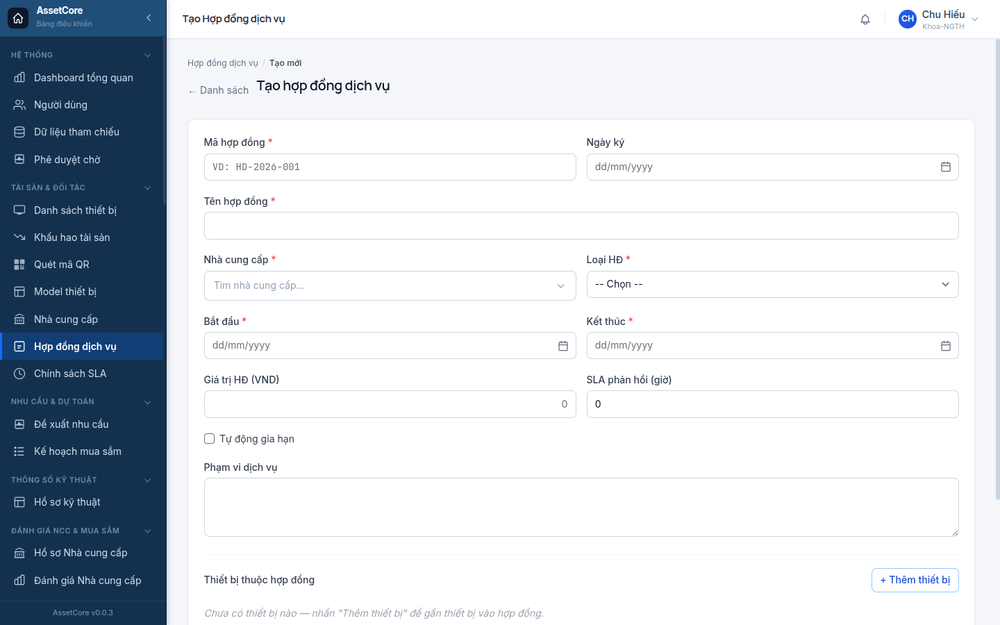 AssetCore
Bảng điều khiển
HỆ THỐNG
Dashboard tổng quan
Người dùng
Dữ liệu tham chiếu
Phê duyệt chờ
TÀI SẢN & ĐỐI TÁC
Danh sách thiết bị
Khấu hao tài sản
Quét mã QR
Model thiết bị
Nhà cung cấp
Hợp đồng dịch vụ
Chính sách SLA
NHU CẦU & DỰ TOÁN
Đề xuất nhu cầu
Kế hoạch mua sắm
THÔNG SỐ KỸ THUẬT
Hồ sơ kỹ thuật
ĐÁNH GIÁ NCC & MUA SẮM
Hồ sơ Nhà cung cấp
Đánh giá Nhà cung cấp
AssetCore v0.0.3
Tạo Hợp đồng dịch vụ
CH
Chu Hiếu
Khoa-NGTH
Hợp đồng dịch vụ / Tạo mới
← Danh sách Tạo hợp đồng dịch vụ
Mã hợp đồng *
VD: HD-2026-001
Ngày ký
dd/mm/yyyy
Tên hợp đồng *
Nhà cung cấp *
Tìm nhà cung cấp...
Loại HĐ *
-- Chọn --
Bắt đầu *
dd/mm/yyyy
Kết thúc *
dd/mm/yyyy
Giá trị HĐ (VND)
0
SLA phản hồi (giờ)
0
Tự động gia hạn
Phạm vi dịch vụ
Thiết bị thuộc hợp đồng
+ Thêm thiết bị
Chưa có thiết bị nào — nhấn "Thêm thiết bị" để gắn thiết bị vào hợp đồng.